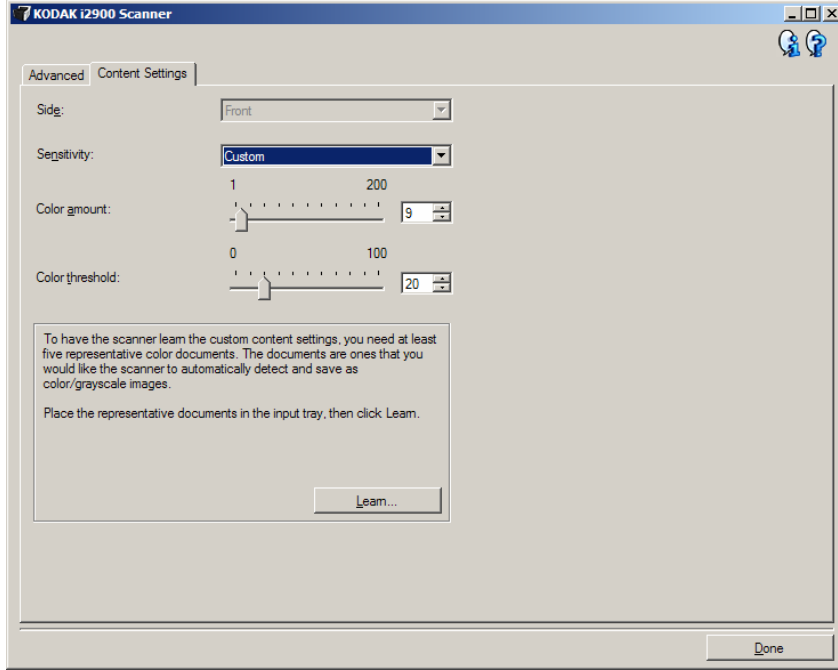 KODAK i2900 Scanner
Advanced
Content Settings
Side:
Front
Sensitivity:
Custom
1 200
Color amount:
9
0 100
Color threshold:
20
To have the scanner learn the custom content settings, you need at least
five representative color documents. The documents are ones that you
would like the scanner to automatically detect and save as
color/grayscale images.
Place the representative documents in the input tray, then click Learn.
Learn...
Done